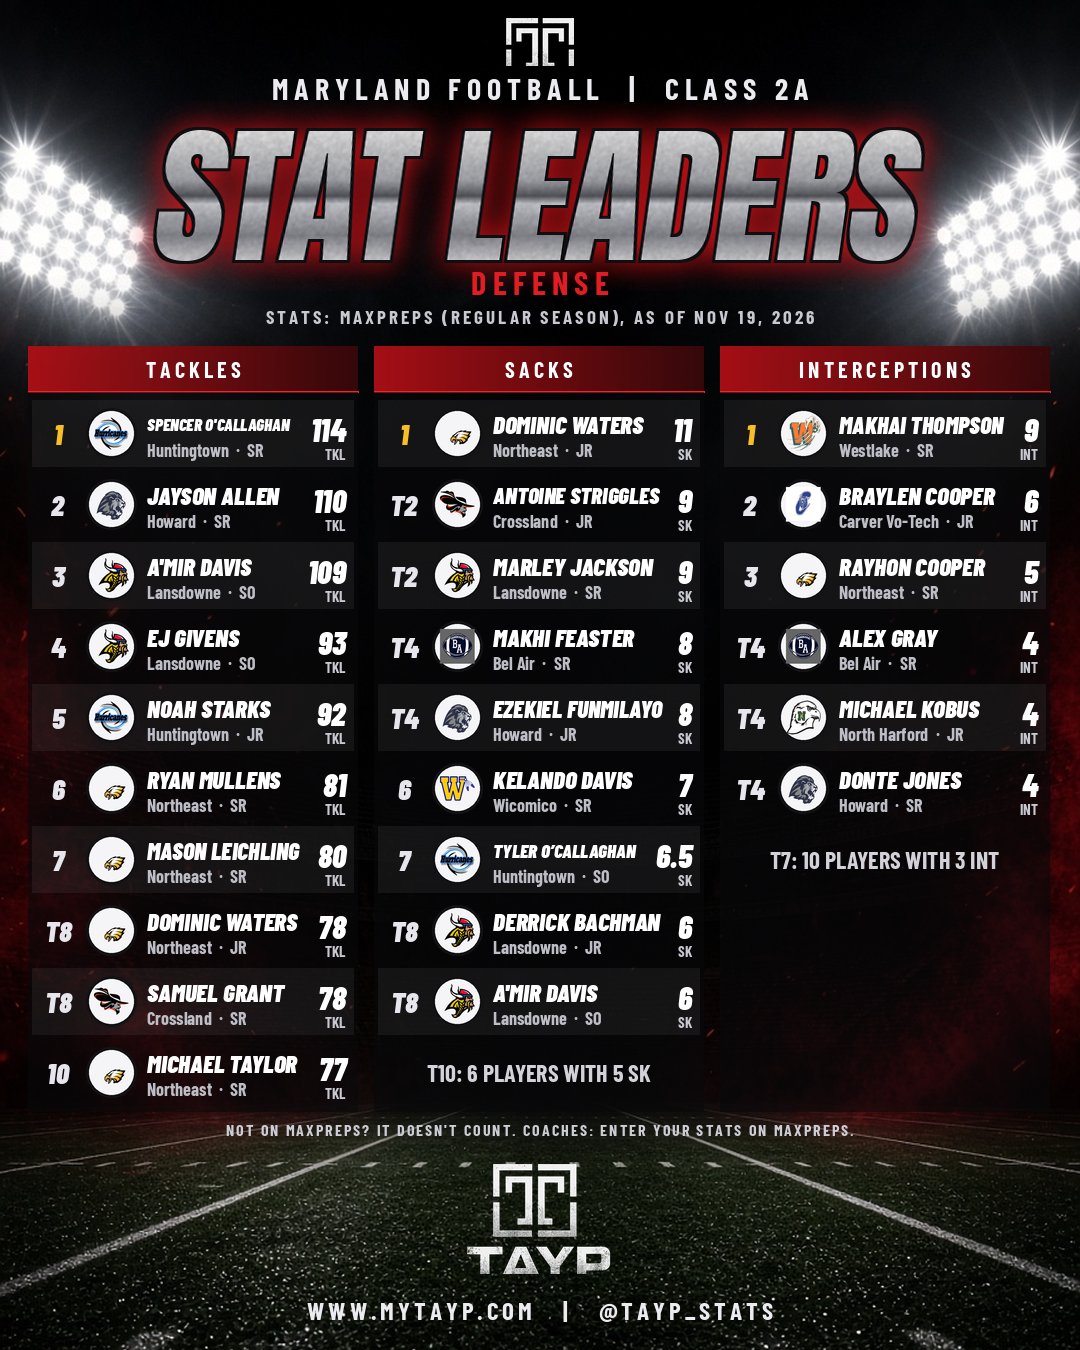 MARYLAND FOOTBALL | CLASS 2A
STAT LEADERS
DEFENSE
STATS: MAXPREPS (REGULAR SEASON), AS OF NOV 19, 2026
TACKLES
1 SPENCER O'CALLAGHAN 114
Huntingtown · SR TKL
2 JAYSON ALLEN 110
Howard · SR TKL
3 A'MIR DAVIS 109
Lansdowne · SO TKL
4 EJ GIVENS 93
Lansdowne · SO TKL
5 NOAH STARKS 92
Huntingtown · JR TKL
6 RYAN MULLENS 81
Northeast · SR TKL
7 MASON LEICHLING 80
Northeast · SR TKL
T8 DOMINIC WATERS 78
Northeast · JR TKL
T8 SAMUEL GRANT 78
Crossland · SR TKL
10 MICHAEL TAYLOR 77
Northeast · SR TKL
SACKS
1 DOMINIC WATERS 11
Northeast · JR SK
T2 ANTOINE STRIGGLES 9
Crossland · JR SK
T2 MARLEY JACKSON 9
Lansdowne · SR SK
T4 MAKHI FEASTER 8
Bel Air · SR SK
T4 EZEKIEL FUNMILAYO 8
Howard · JR SK
6 KELANDO DAVIS 7
Wicomico · SR SK
7 TYLER O'CALLAGHAN 6.5
Huntingtown · SO SK
T8 DERRICK BACHMAN 6
Lansdowne · JR SK
T8 A'MIR DAVIS 6
Lansdowne · SO SK
T10: 6 PLAYERS WITH 5 SK
INTERCEPTIONS
1 MAKHAI THOMPSON 9
Westlake · SR INT
2 BRAYLEN COOPER 6
Carver Vo-Tech · JR INT
3 RAYHON COOPER 5
Northeast · SR INT
T4 ALEX GRAY 4
Bel Air · SR INT
T4 MICHAEL KOBUS 4
North Harford · JR INT
T4 DONTE JONES 4
Howard · SR INT
T7: 10 PLAYERS WITH 3 INT
NOT ON MAXPREPS? IT DOESN'T COUNT. COACHES: ENTER YOUR STATS ON MAXPREPS.
TAYP
WWW.MYTAYP.COM | @TAYP_STATS